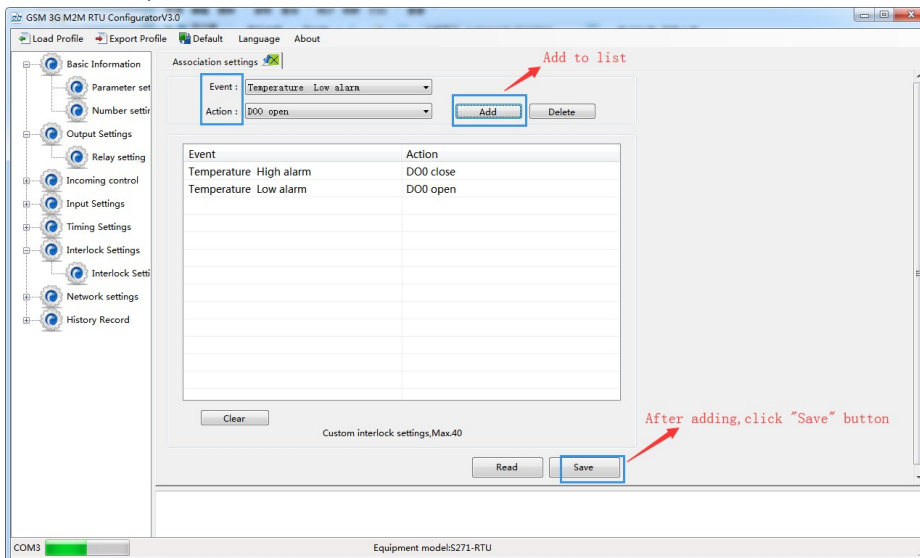 GSM 3G M2M RTU ConfiguratorV3.0
Load Profile Export Profile Default Language About
Basic Information
Parameter set
Number settin
Output Settings
Relay setting
Incoming control
Input Settings
Timing Settings
Interlock Settings
Interlock Setti
Network settings
History Record
Association settings
Add to list
Event : Temperature Low alarm
Action : DO0 open Add Delete
Event Action
Temperature High alarm DO0 close
Temperature Low alarm DO0 open
Clear
Custom interlock settings,Max.40
After adding,click "Save" button
Read Save
COM3 Equipment model:S271-RTU